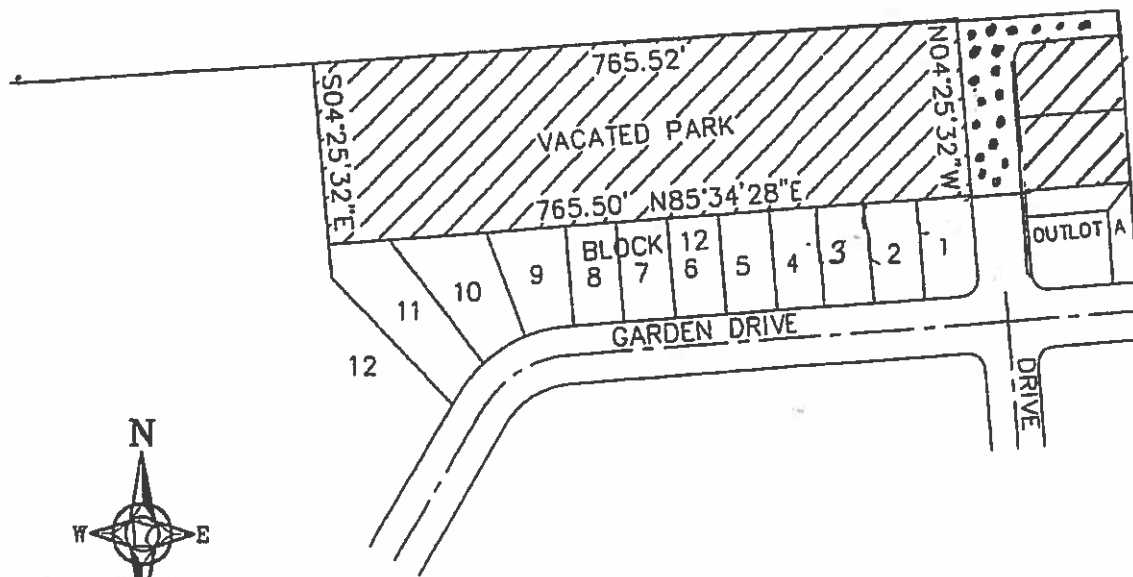 765.52'
S04°25'32"E
VACATED PARK
N04°25'32"W
765.50' N85°34'28"E
BLOCK 12
12
11
10
9
8
7
6
5
4
3
2
1
OUTLOT A
GARDEN DRIVE
DRIVE
N
W
E